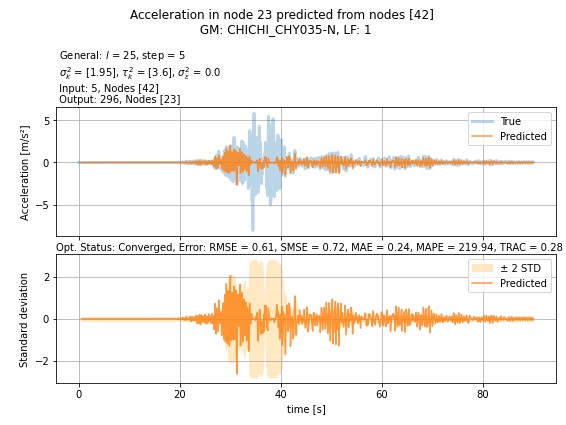 Acceleration in node 23 predicted from nodes [42]
GM: CHICHI_CHY035-N, LF: 1
General: l = 25, step = 5
σ²ₖ = [1.95], τ²ₖ = [3.6], σ²ε = 0.0
Input: 5, Nodes [42]
Output: 296, Nodes [23]
Acceleration [m/s²]
5
0
−5
True
Predicted
Opt. Status: Converged, Error: RMSE = 0.61, SMSE = 0.72, MAE = 0.24, MAPE = 219.94, TRAC = 0.28
Standard deviation
2
0
−2
± 2 STD
Predicted
0 20 40 60 80
time [s]